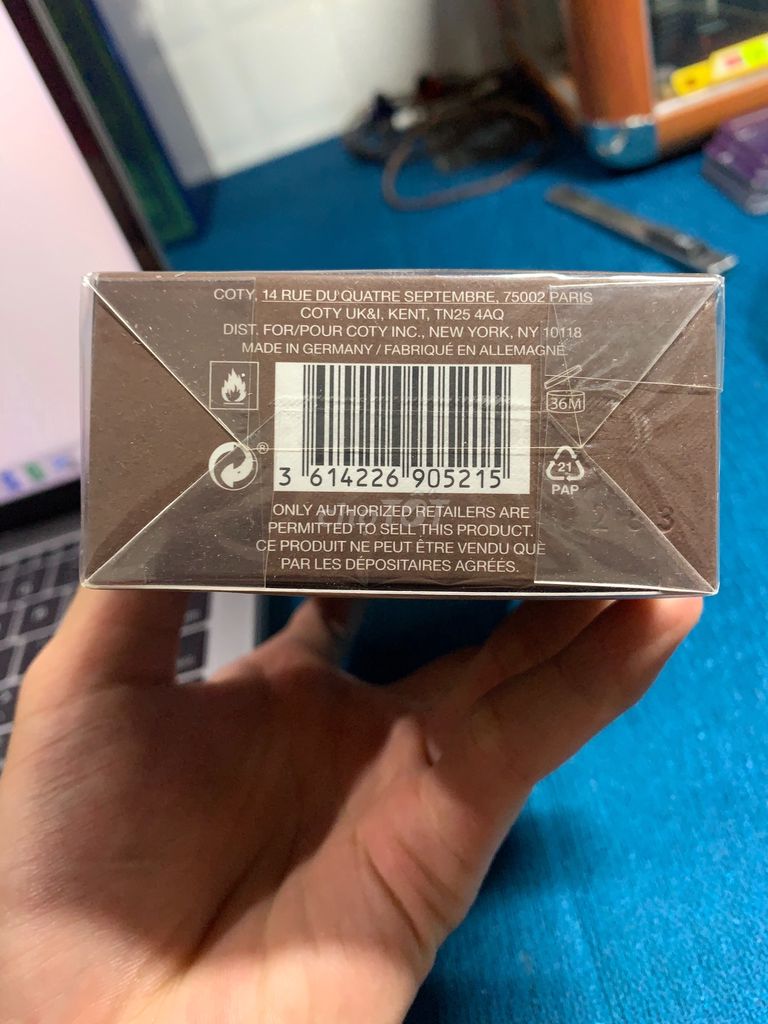 COTY, 14 RUE DU QUATRE SEPTEMBRE, 75002 PARIS
COTY UK&I, KENT, TN25 4AQ
DIST. FOR/POUR COTY INC., NEW YORK, NY 10118
MADE IN GERMANY / FABRIQUÉ EN ALLEMAGNE
36M
®
21
PAP
3 614226 905215
ONLY AUTHORIZED RETAILERS ARE
PERMITTED TO SELL THIS PRODUCT.
CE PRODUIT NE PEUT ÊTRE VENDU QUE
PAR LES DÉPOSITAIRES AGRÉÉS.